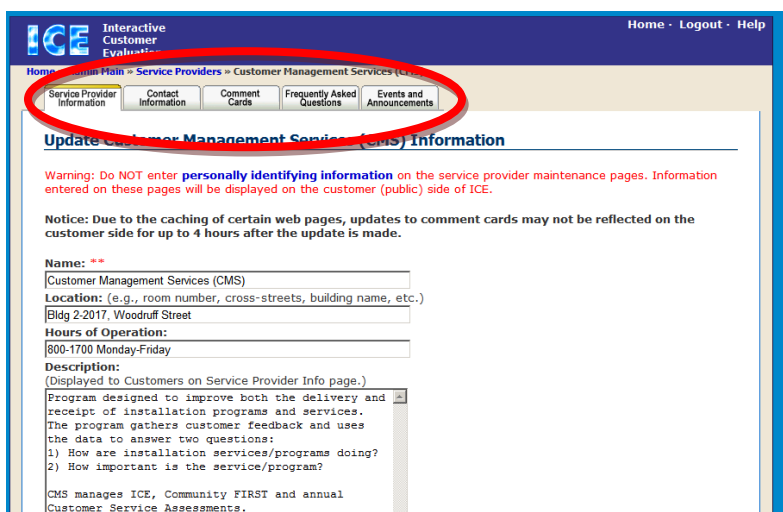 ICE Interactive
Customer
Evaluation
Home · Logout · Help
Home » Admin Main » Service Providers » Customer Management Services (CMS)
Service Provider
Information
Contact
Information
Comment
Cards
Frequently Asked
Questions
Events and
Announcements
Update Customer Management Services (CMS) Information
Warning: Do NOT enter personally identifying information on the service provider maintenance pages. Information
entered on these pages will be displayed on the customer (public) side of ICE.
Notice: Due to the caching of certain web pages, updates to comment cards may not be reflected on the
customer side for up to 4 hours after the update is made.
Name: **
Customer Management Services (CMS)
Location: (e.g., room number, cross-streets, building name, etc.)
Bldg 2-2017, Woodruff Street
Hours of Operation:
800-1700 Monday-Friday
Description:
(Displayed to Customers on Service Provider Info page.)
Program designed to improve both the delivery and
receipt of installation programs and services.
The program gathers customer feedback and uses
the data to answer two questions:
1) How are installation services/programs doing?
2) How important is the service/program?
CMS manages ICE, Community FIRST and annual
Customer Service Assessments.